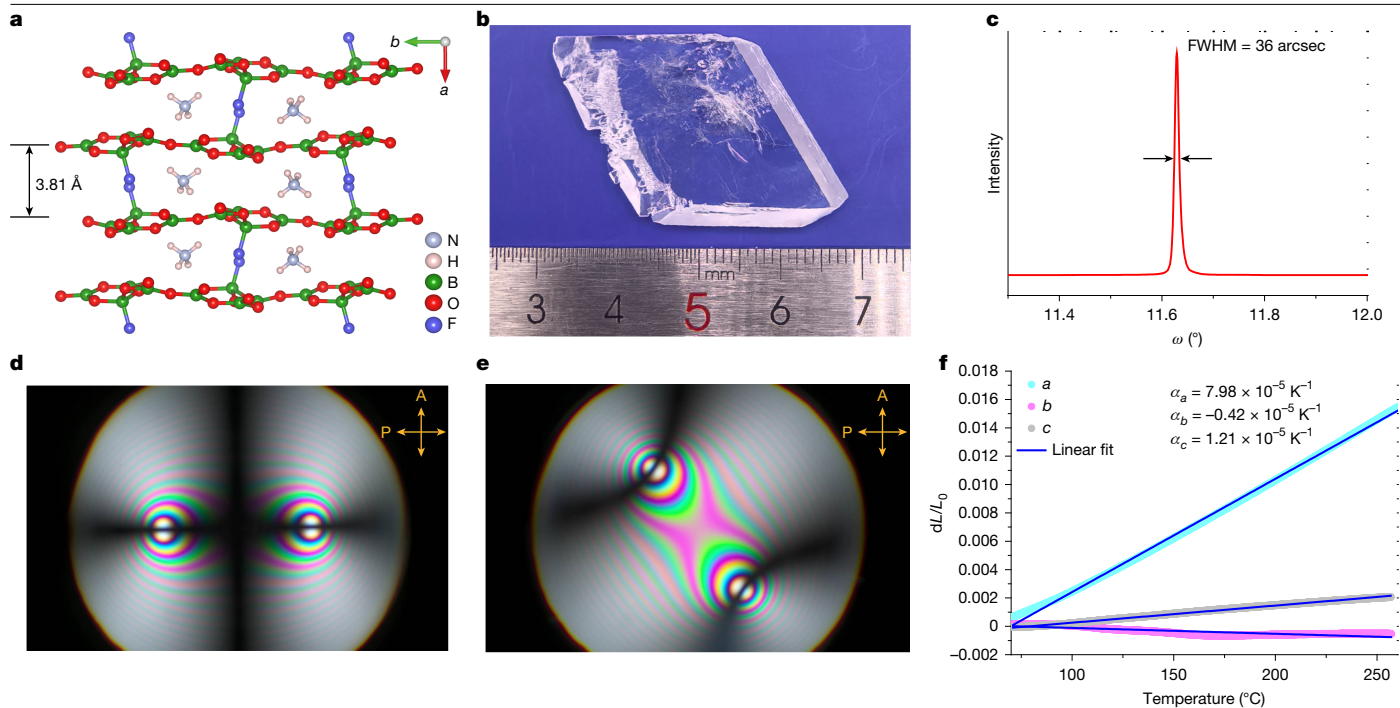 a
b
a
3.81 Å
N
H
B
O
F
b
mm
3 4 5 6 7
c
FWHM = 36 arcsec
Intensity
11.4 11.6 11.8 12.0
ω (°)
d
A
P
e
A
P
f
0.018
0.016
0.014
0.012
0.010
0.008
0.006
0.004
0.002
0
−0.002
dL/L₀
a
b
c
Linear fit
αₐ = 7.98 × 10⁻⁵ K⁻¹
α_b = −0.42 × 10⁻⁵ K⁻¹
α_c = 1.21 × 10⁻⁵ K⁻¹
100 150 200 250
Temperature (°C)